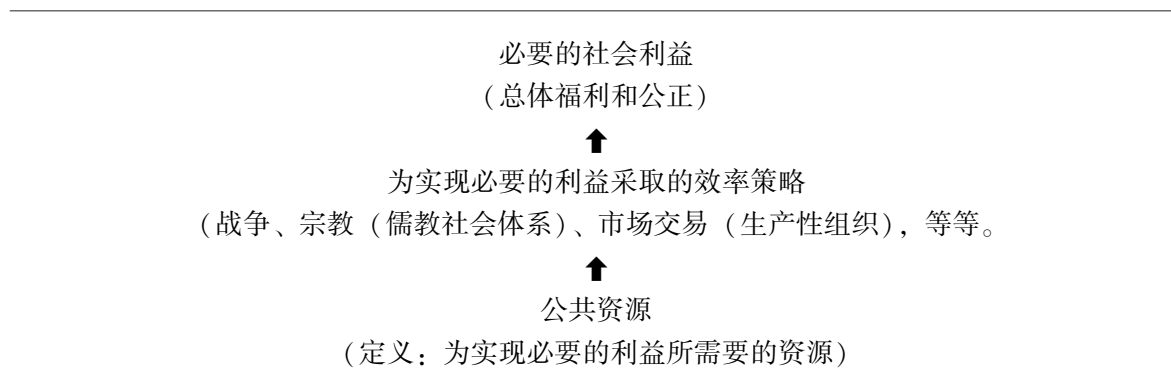 必要的社会利益
（总体福利和公正）
为实现必要的利益采取的效率策略
（战争、宗教（儒教社会体系）、市场交易（生产性组织），等等。
公共资源
（定义：为实现必要的利益所需要的资源）